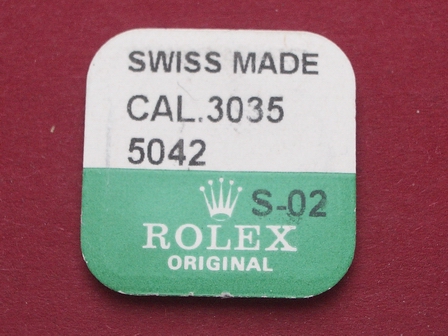 SWISS MADE
CAL.3035
5042
S-02
ROLEX
ORIGINAL